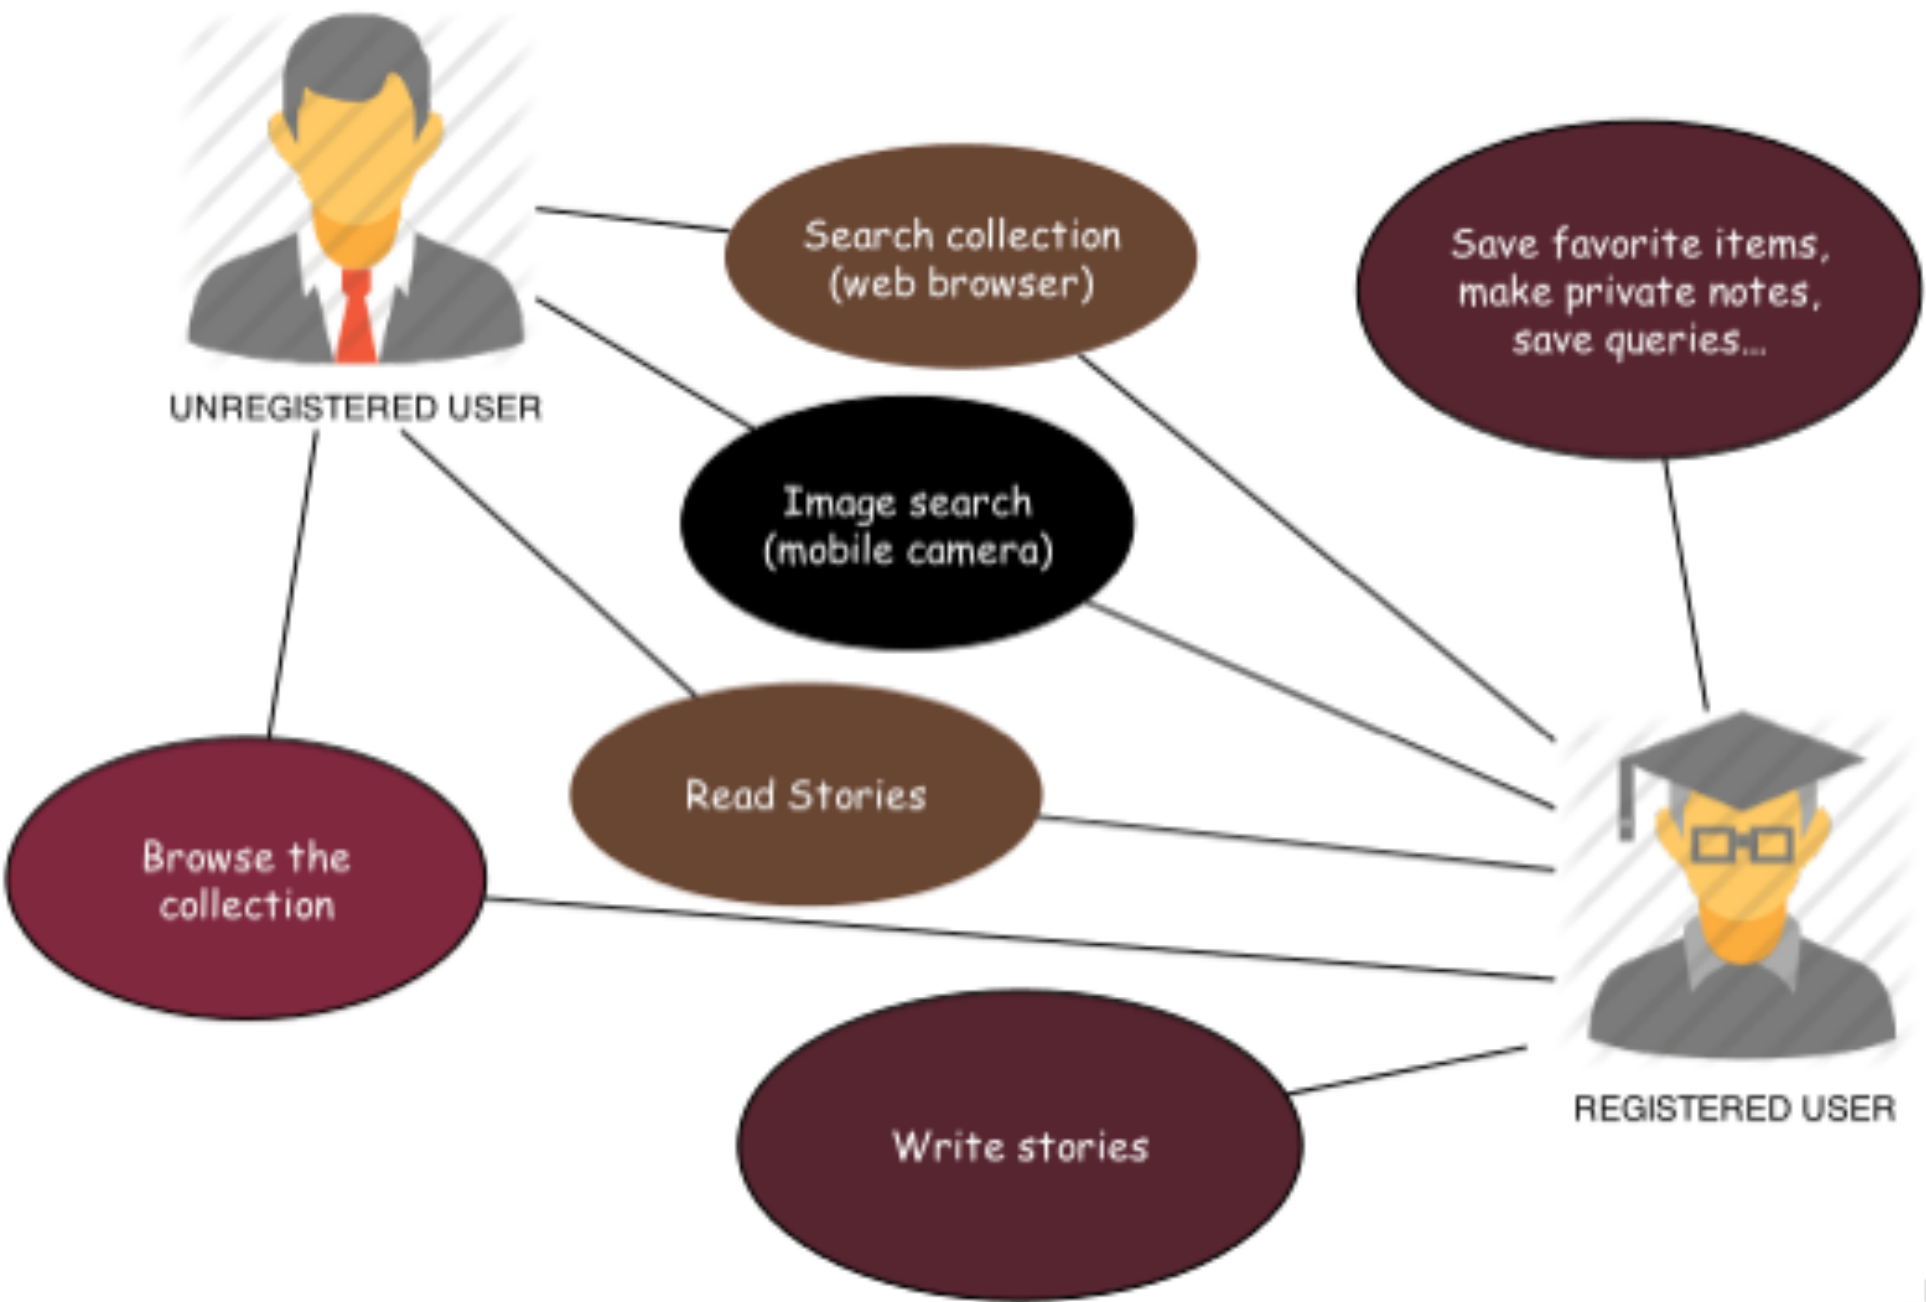 Search collection
(web browser)
Save favorite items,
make private notes,
save queries...
UNREGISTERED USER
Image search
(mobile camera)
Read Stories
Browse the
collection
REGISTERED USER
Write stories